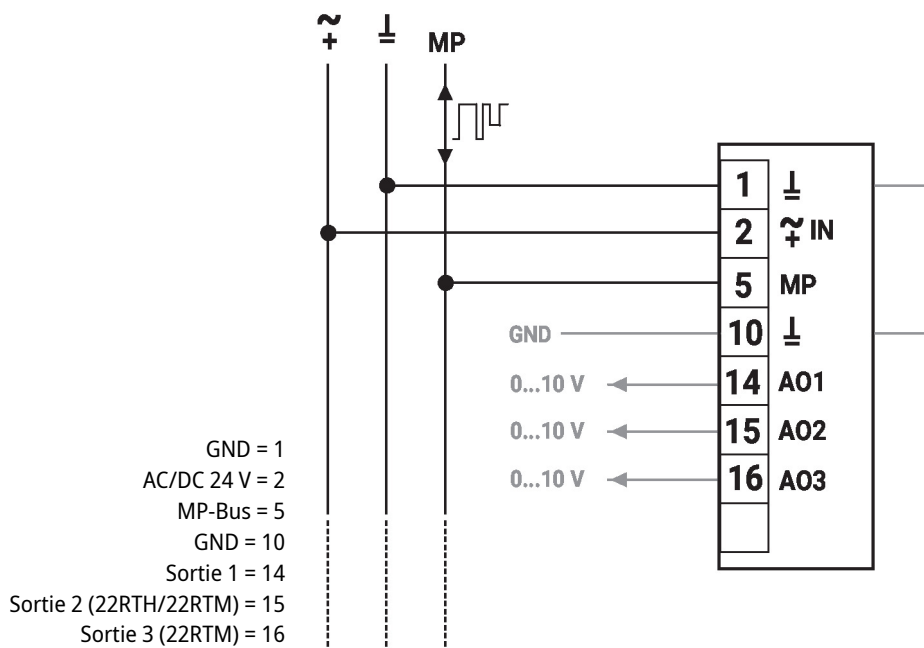 ~
+
MP
1
2 ~ + IN
5 MP
GND 10
0...10 V 14 AO1
0...10 V 15 AO2
0...10 V 16 AO3
GND = 1
AC/DC 24 V = 2
MP-Bus = 5
GND = 10
Sortie 1 = 14
Sortie 2 (22RTH/22RTM) = 15
Sortie 3 (22RTM) = 16